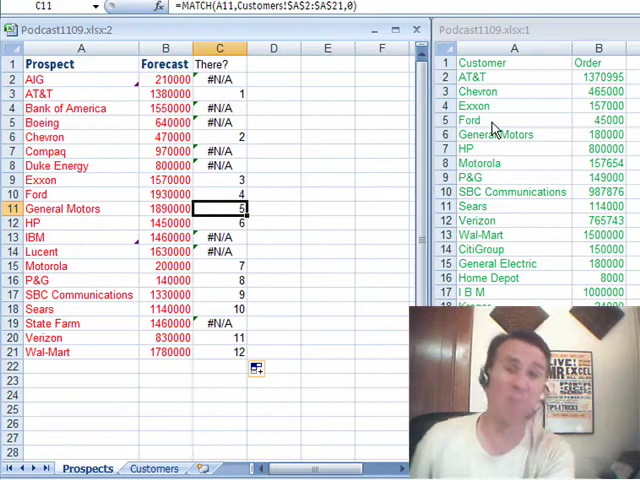 C11 =MATCH(A11,Customers!$A$2:$A$21,0)
Podcast1109.xlsx:2
A B C D E F
1 Prospect Forecast There?
2 AIG 210000 #N/A
3 AT&T 1380000 1
4 Bank of America 1550000 #N/A
5 Boeing 640000 #N/A
6 Chevron 470000 2
7 Compaq 970000 #N/A
8 Duke Energy 800000 #N/A
9 Exxon 1570000 3
10 Ford 1930000 4
11 General Motors 1890000 5
12 HP 1450000 6
13 IBM 1460000 #N/A
14 Lucent 1630000 #N/A
15 Motorola 200000 7
16 P&G 140000 8
17 SBC Communications 1330000 9
18 Sears 1140000 10
19 State Farm 1460000 #N/A
20 Verizon 830000 11
21 Wal-Mart 1780000 12
22
23
24
25
26
27
28
Prospects Customers
Podcast1109.xlsx:1
A B
1 Customer Order
2 AT&T 1370995
3 Chevron 465000
4 Exxon 157000
5 Ford 45000
6 General Motors 180000
7 HP 800000
8 Motorola 157654
9 P&G 149000
10 SBC Communications 987876
11 Sears 114000
12 Verizon 765743
13 Wal-Mart 1500000
14 CitiGroup 150000
15 General Electric 180000
16 Home Depot 8000
17 I B M 1000000
18 Kroger 34000
LIVE!
MR EXCEL
TIPS & TRICKS